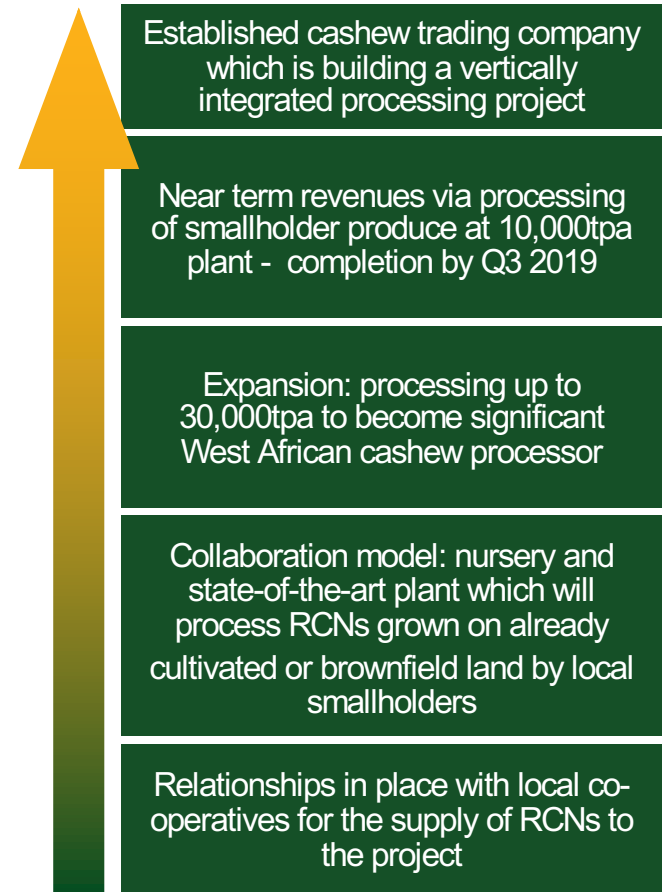 Established cashew trading company
which is building a vertically
integrated processing project
Near term revenues via processing
of smallholder produce at 10,000tpa
plant - completion by Q3 2019
Expansion: processing up to
30,000tpa to become significant
West African cashew processor
Collaboration model: nursery and
state-of-the-art plant which will
process RCNs grown on already
cultivated or brownfield land by local
smallholders
Relationships in place with local co-
operatives for the supply of RCNs to
the project